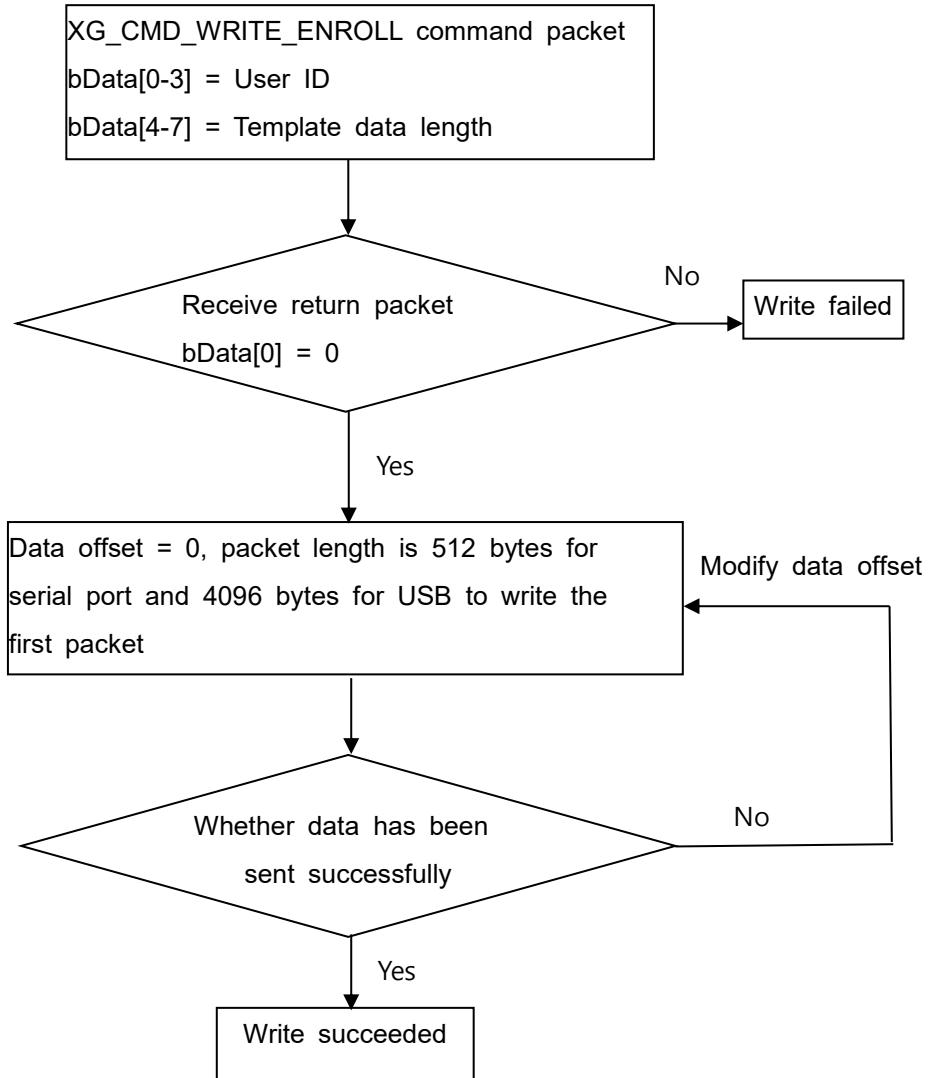 XG_CMD_WRITE_ENROLL command packet
bData[0-3] = User ID
bData[4-7] = Template data length
No
Write failed
Receive return packet
bData[0] = 0
Yes
Data offset = 0, packet length is 512 bytes for
serial port and 4096 bytes for USB to write the
first packet
Modify data offset
Whether data has been
sent successfully
No
Yes
Write succeeded